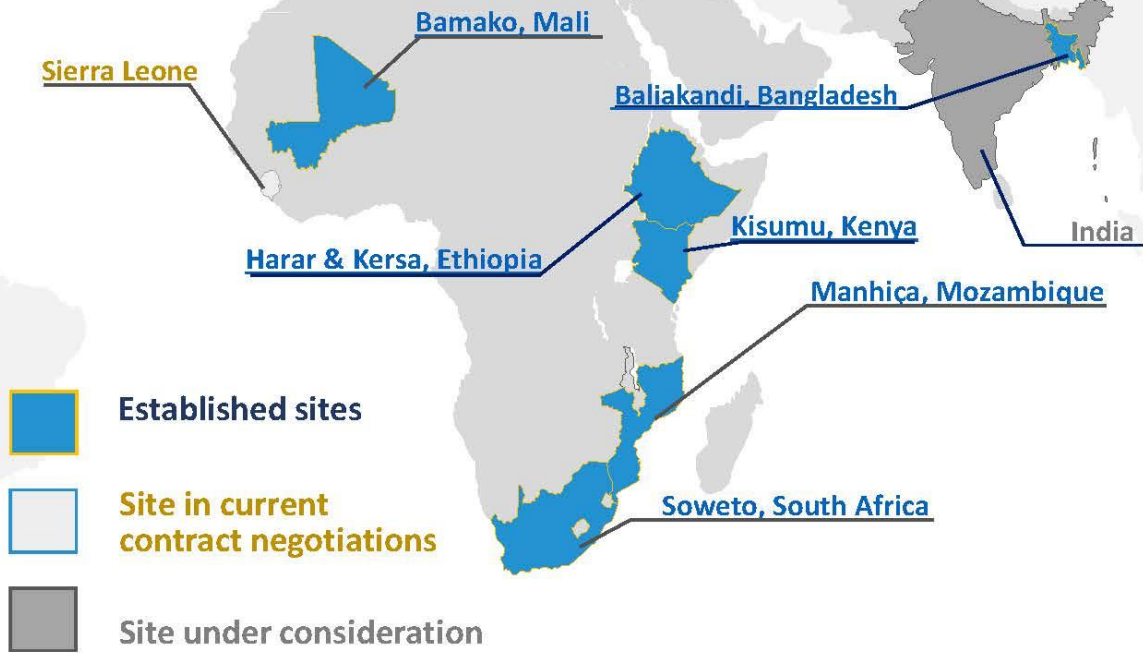 Bamako, Mali
Sierra Leone
Baliakandi, Bangladesh
Kisumu, Kenya
India
Harar & Kersa, Ethiopia
Manhiça, Mozambique
Established sites
Site in current
contract negotiations
Soweto, South Africa
Site under consideration